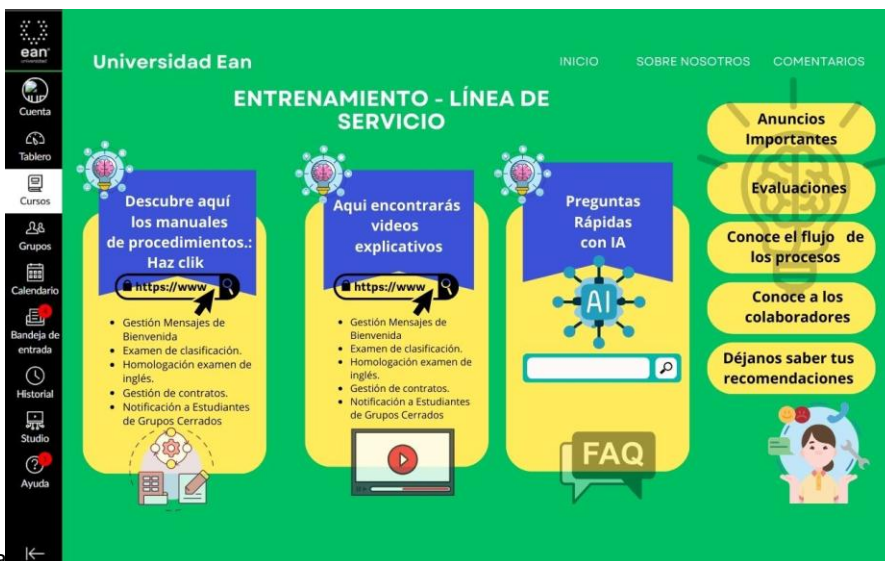 ean
universidad
Cuenta
Tablero
Cursos
Grupos
Calendario
Bandeja de
entrada
Historial
Studio
Ayuda
Universidad Ean
INICIO
SOBRE NOSOTROS
COMENTARIOS
ENTRENAMIENTO - LÍNEA DE
SERVICIO
Descubre aquí
los manuales
de procedimientos.:
Haz clik
https://www
• Gestión Mensajes de
Bienvenida
• Examen de clasificación.
• Homologación examen de
inglés.
• Gestión de contratos.
• Notificación a Estudiantes
de Grupos Cerrados
Aqui encontrarás
videos
explicativos
https://www
• Gestión Mensajes de
Bienvenida
• Examen de clasificación.
• Homologación examen de
inglés.
• Gestión de contratos.
• Notificación a Estudiantes
de Grupos Cerrados
Preguntas
Rápidas
con IA
AI
FAQ
Anuncios
Importantes
Evaluaciones
Conoce el flujo de
los procesos
Conoce a los
colaboradores
Déjanos saber tus
recomendaciones